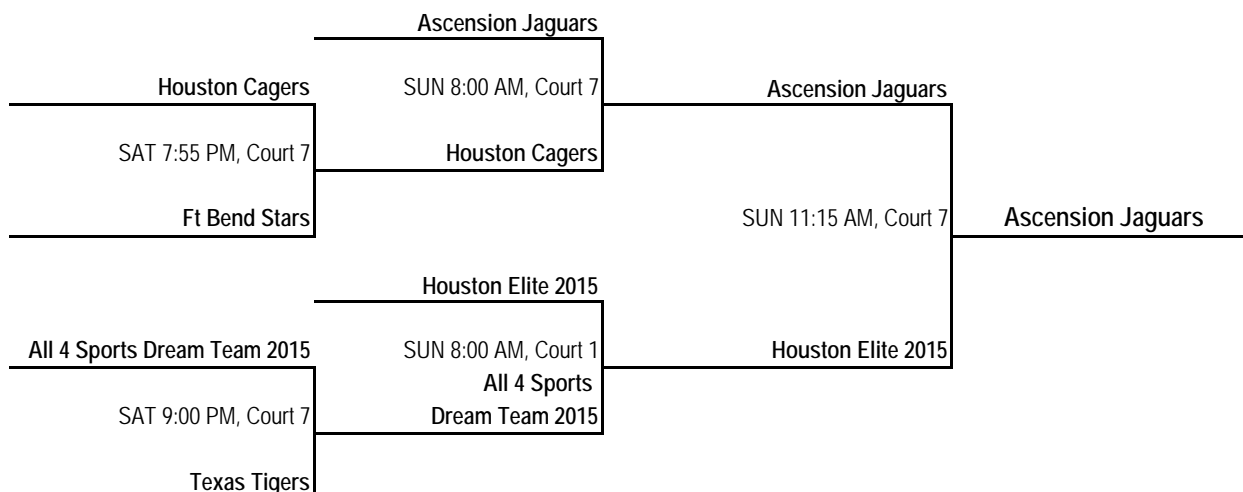 Ascension Jaguars
Houston Cagers
SUN 8:00 AM, Court 7
Ascension Jaguars
SAT 7:55 PM, Court 7
Houston Cagers
Ft Bend Stars
SUN 11:15 AM, Court 7
Ascension Jaguars
Houston Elite 2015
All 4 Sports Dream Team 2015
SUN 8:00 AM, Court 1
Houston Elite 2015
All 4 Sports
Dream Team 2015
SAT 9:00 PM, Court 7
Texas Tigers